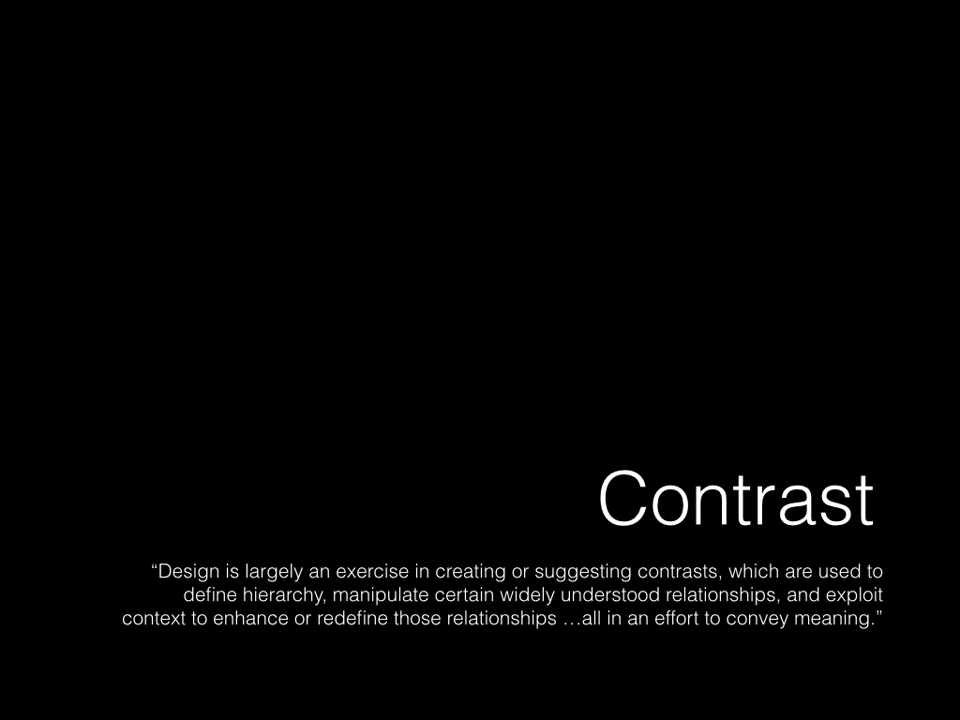 Contrast
“Design is largely an exercise in creating or suggesting contrasts, which are used to
define hierarchy, manipulate certain widely understood relationships, and exploit
context to enhance or redefine those relationships …all in an effort to convey meaning.”